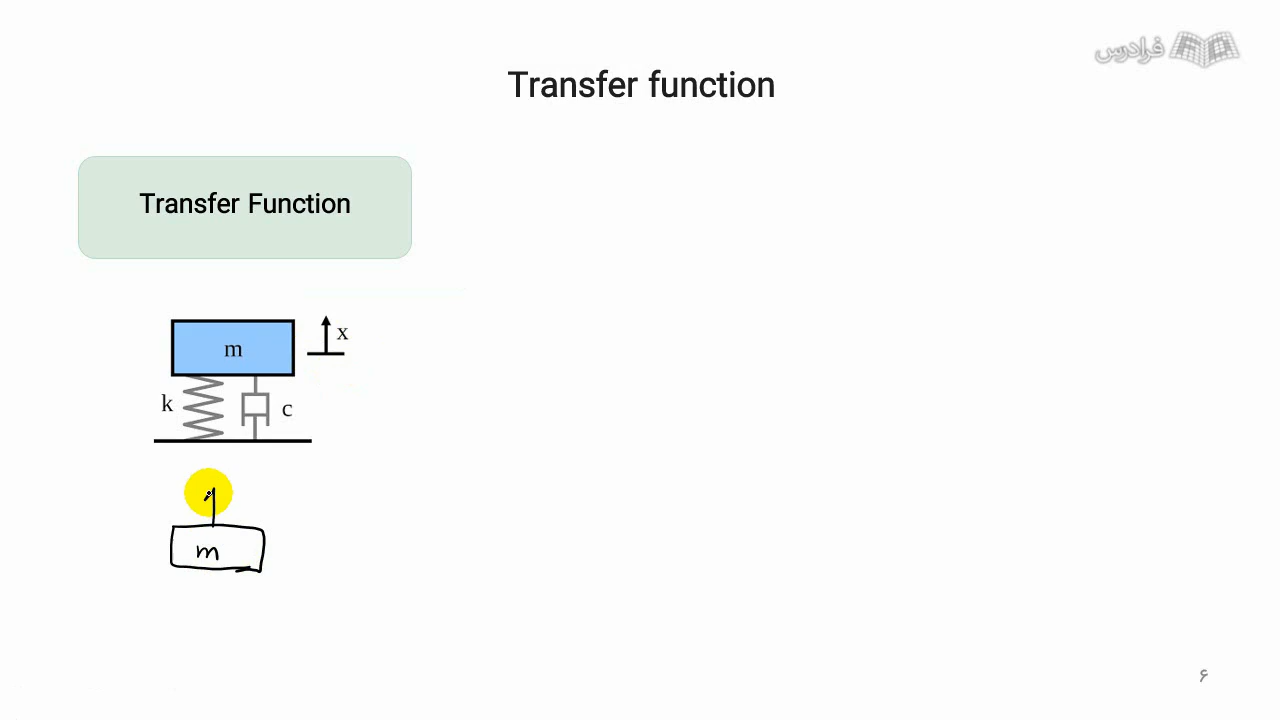 فرادرس
Transfer function
Transfer Function
m
x
k
c
m
۶